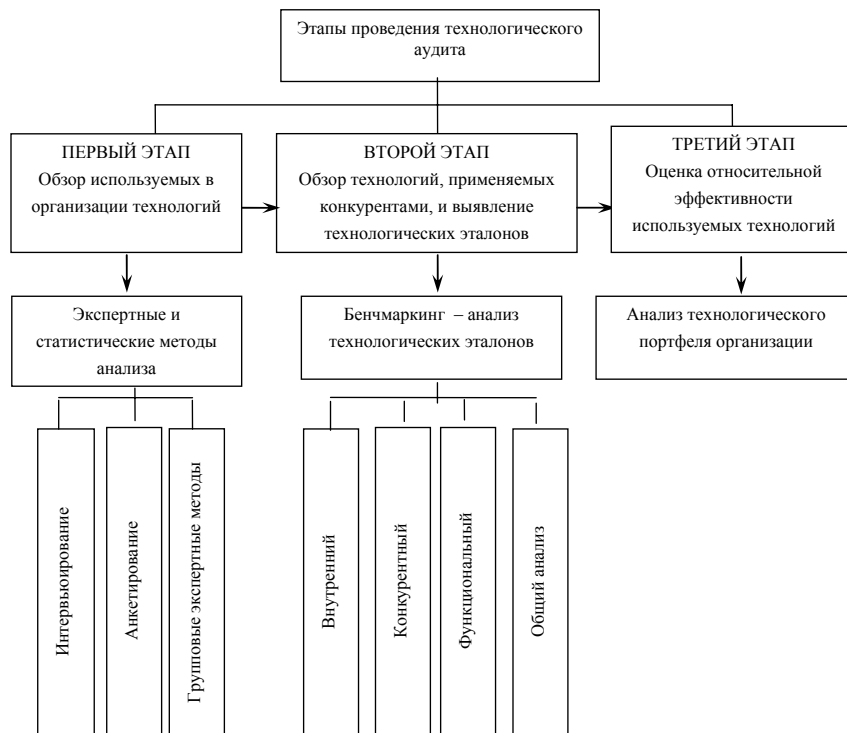 Этапы проведения технологического
аудита
ПЕРВЫЙ ЭТАП
Обзор используемых в
организации технологий
ВТОРОЙ ЭТАП
Обзор технологий, применяемых
конкурентами, и выявление
технологических эталонов
ТРЕТИЙ ЭТАП
Оценка относительной
эффективности
используемых технологий
Экспертные и
статистические методы
анализа
Бенчмаркинг – анализ
технологических эталонов
Анализ технологического
портфеля организации
Интервьюирование
Анкетирование
Групповые экспертные методы
Внутренний
Конкурентный
Функциональный
Общий анализ